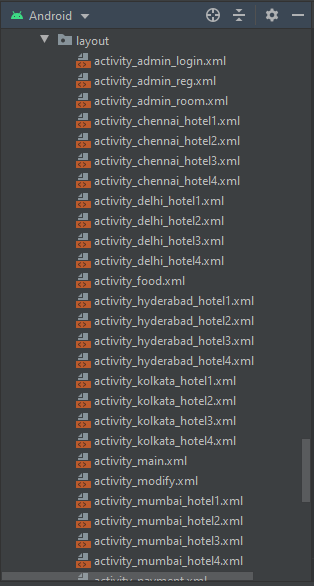 Android
layout
activity_admin_login.xml
activity_admin_reg.xml
activity_admin_room.xml
activity_chennai_hotel1.xml
activity_chennai_hotel2.xml
activity_chennai_hotel3.xml
activity_chennai_hotel4.xml
activity_delhi_hotel1.xml
activity_delhi_hotel2.xml
activity_delhi_hotel3.xml
activity_delhi_hotel4.xml
activity_food.xml
activity_hyderabad_hotel1.xml
activity_hyderabad_hotel2.xml
activity_hyderabad_hotel3.xml
activity_hyderabad_hotel4.xml
activity_kolkata_hotel1.xml
activity_kolkata_hotel2.xml
activity_kolkata_hotel3.xml
activity_kolkata_hotel4.xml
activity_main.xml
activity_modify.xml
activity_mumbai_hotel1.xml
activity_mumbai_hotel2.xml
activity_mumbai_hotel3.xml
activity_mumbai_hotel4.xml
activity_payment.xml